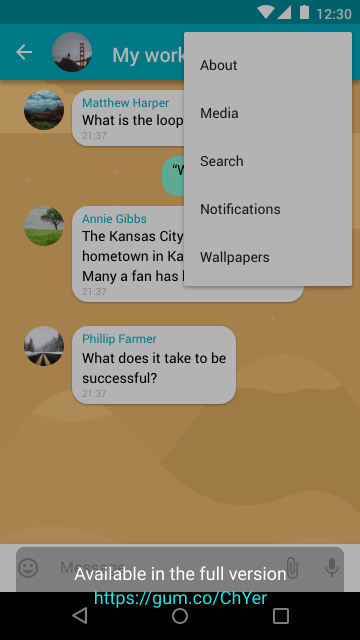 12:30
My work
About
Matthew Harper
What is the loop
21:37
Media
Search
Annie Gibbs
The Kansas City
Notifications
hometown in Ka
Many a fan has
Wallpapers
21:37
Phillip Farmer
What does it take to be
successful?
21:37
Message
Available in the full version
https://gum.co/ChYer